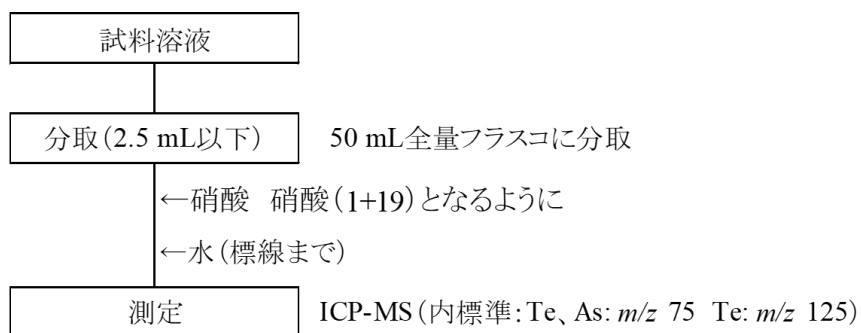 試料溶液
分取(2.5 mL以下) 50 mL全量フラスコに分取
←硝酸 硝酸(1+19)となるように
←水(標線まで)
測定 ICP-MS(内標準:Te、As: m/z 75 Te: m/z 125)